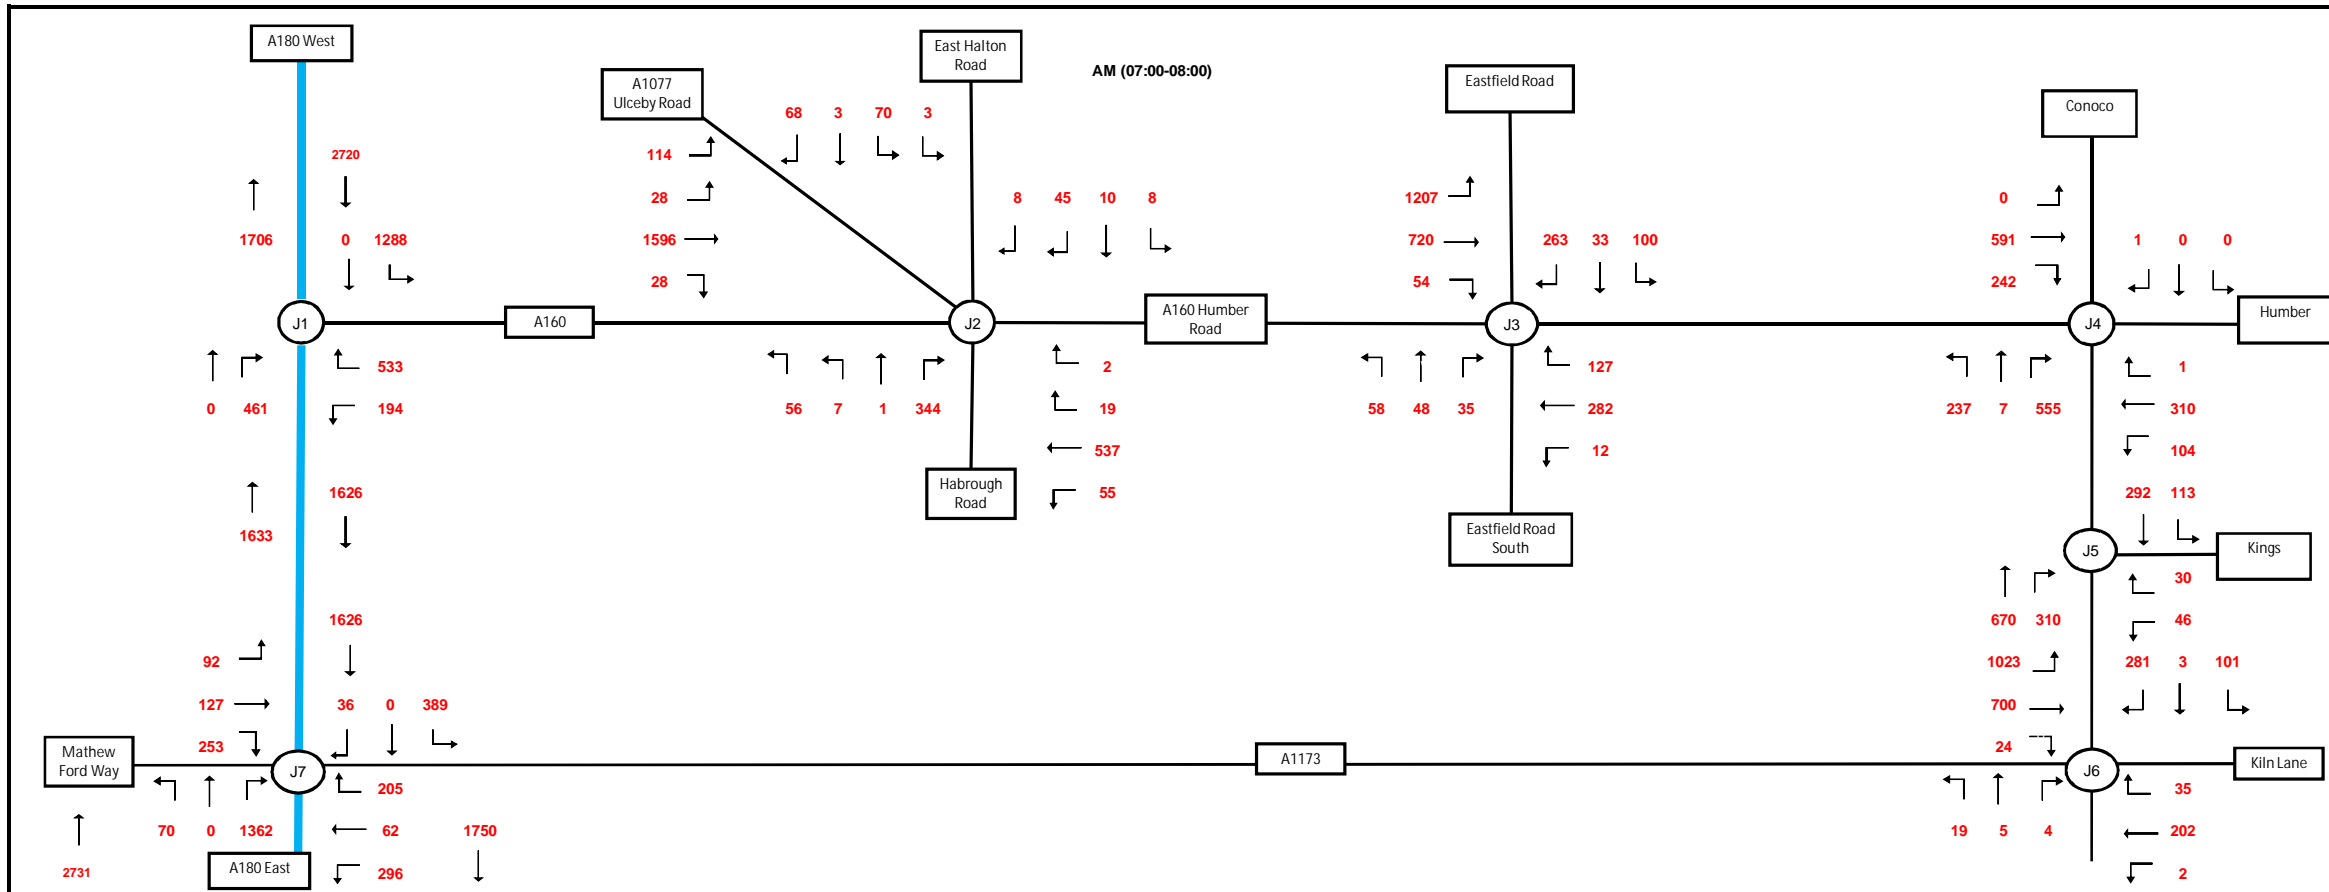 A180 West
East Halton
Road
AM (07:00-08:00)
A1077
Ulceby Road
Eastfield Road
Conoco
68 3 70 3
2720
114
28
8 45 10 8
1207
0
1706 0 1288
1596
720
263 33 100
591
1 0 0
28
54
242
J1
A160
J2
A160 Humber
Road
J3
J4
Humber
533
2
127
1
0 461
194
56 7 1 344
19
58 48 35
282
237 7 555
310
537
12
104
1626
Habrough
Road
55
292 113
1633
Eastfield Road
South
J5
Kings
30
1626
670 310
46
92
1023
281 3 101
127
36 0 389
700
253
24
Mathew
Ford Way
J7
A1173
J6
Kiln Lane
205
35
70 0 1362
62
1750
19 5 4
202
2731
A180 East
296
2